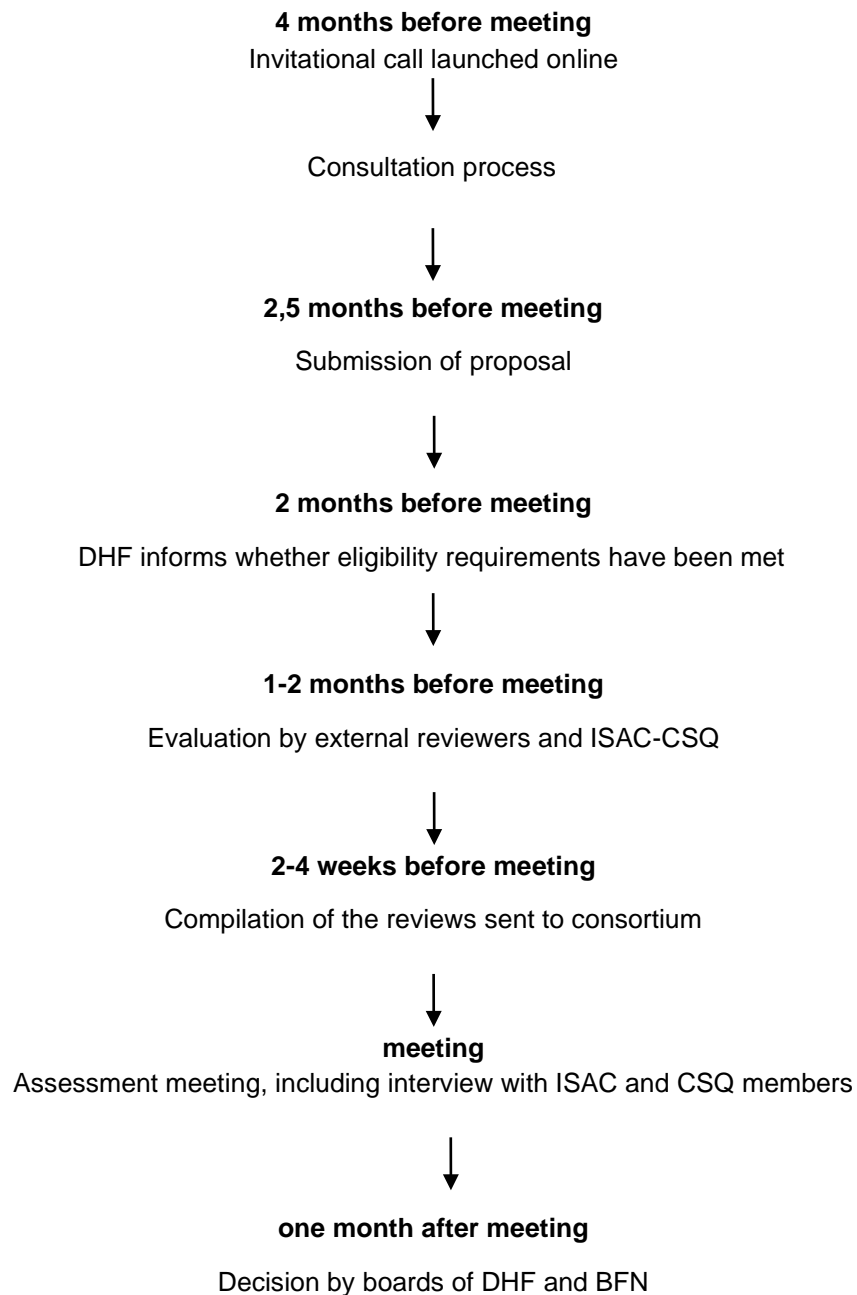 4 months before meeting
Invitational call launched online
Consultation process
2,5 months before meeting
Submission of proposal
2 months before meeting
DHF informs whether eligibility requirements have been met
1-2 months before meeting
Evaluation by external reviewers and ISAC-CSQ
2-4 weeks before meeting
Compilation of the reviews sent to consortium
meeting
Assessment meeting, including interview with ISAC and CSQ members
one month after meeting
Decision by boards of DHF and BFN